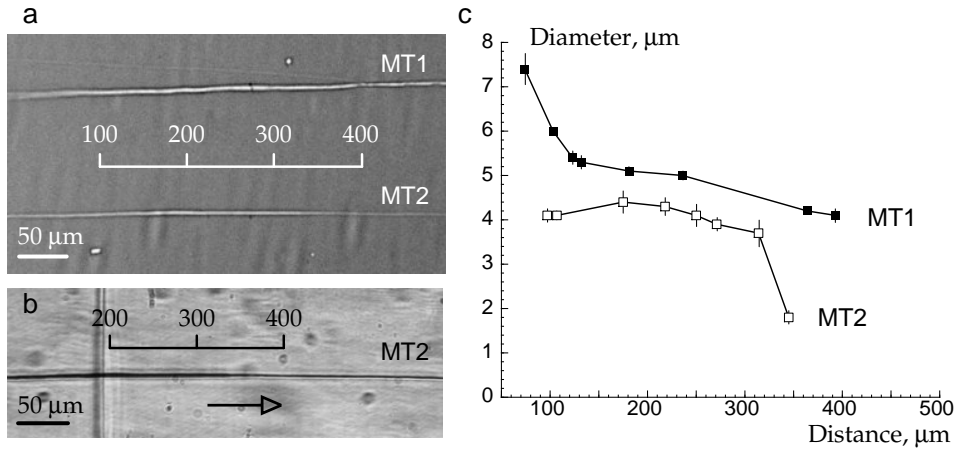 a
MT1
100 200 300 400
MT2
50 μm
b
200 300 400
MT2
50 μm
c
Diameter, μm
8
7
6
5
4
3
2
1
0
MT1
MT2
100 200 300 400 500
Distance, μm